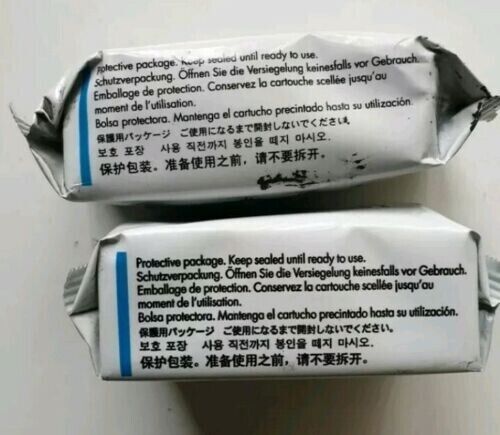 Protective package. Keep sealed until ready to use.
Schutzverpackung. Öffnen Sie die Versiegelung keinesfalls vor Gebrauch.
Emballage de protection. Conservez la cartouche scellée jusqu'au
moment de l'utilisation.
Bolsa protectora. Mantenga el cartucho precintado hasta su utilización.
保護用パッケージ ご使用になるまで開封しないでください。
보호 포장 사용 직전까지 봉인을 떼지 마시오.
保护包装。准备使用之前，请不要拆开。
Protective package. Keep sealed until ready to use.
Schutzverpackung. Öffnen Sie die Versiegelung keinesfalls vor Gebrauch.
Emballage de protection. Conservez la cartouche scellée jusqu'au
moment de l'utilisation.
Bolsa protectora. Mantenga el cartucho precintado hasta su utilización.
保護用パッケージ ご使用になるまで開封しないでください。
보호 포장 사용 직전까지 봉인을 떼지 마시오.
保护包装。准备使用之前，请不要拆开。